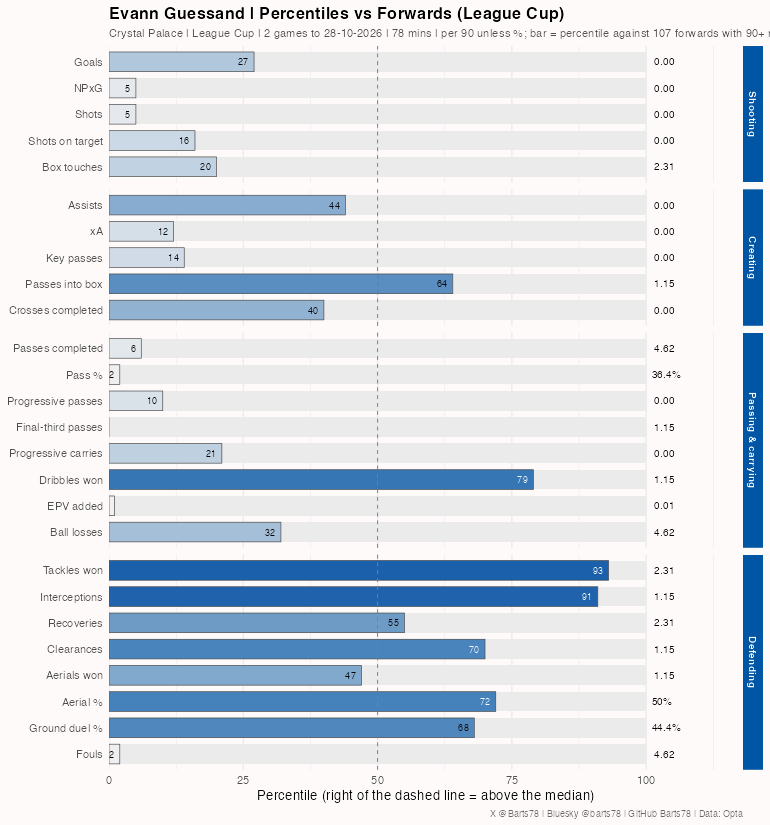 Evann Guessand | Percentiles vs Forwards (League Cup)
Crystal Palace | League Cup | 2 games to 28-10-2026 | 78 mins | per 90 unless %; bar = percentile against 107 forwards with 90+
Goals 27 0.00
NPxG 5 0.00
Shots 5 0.00
Shots on target 16 0.00
Box touches 20 2.31
Shooting
Assists 44 0.00
xA 12 0.00
Key passes 14 0.00
Passes into box 64 1.15
Crosses completed 40 0.00
Creating
Passes completed 6 4.62
Pass % 2 36.4%
Progressive passes 10 0.00
Final-third passes 1.15
Progressive carries 21 0.00
Dribbles won 79 1.15
EPV added 0.01
Ball losses 32 4.62
Passing & carrying
Tackles won 93 2.31
Interceptions 91 1.15
Recoveries 55 2.31
Clearances 70 1.15
Aerials won 47 1.15
Aerial % 72 50%
Ground duel % 68 44.4%
Fouls 2 4.62
Defending
0 25 50 75 100
Percentile (right of the dashed line = above the median)
X @Barts78 | Bluesky @barts78 | GitHub Barts78 | Data: Opta